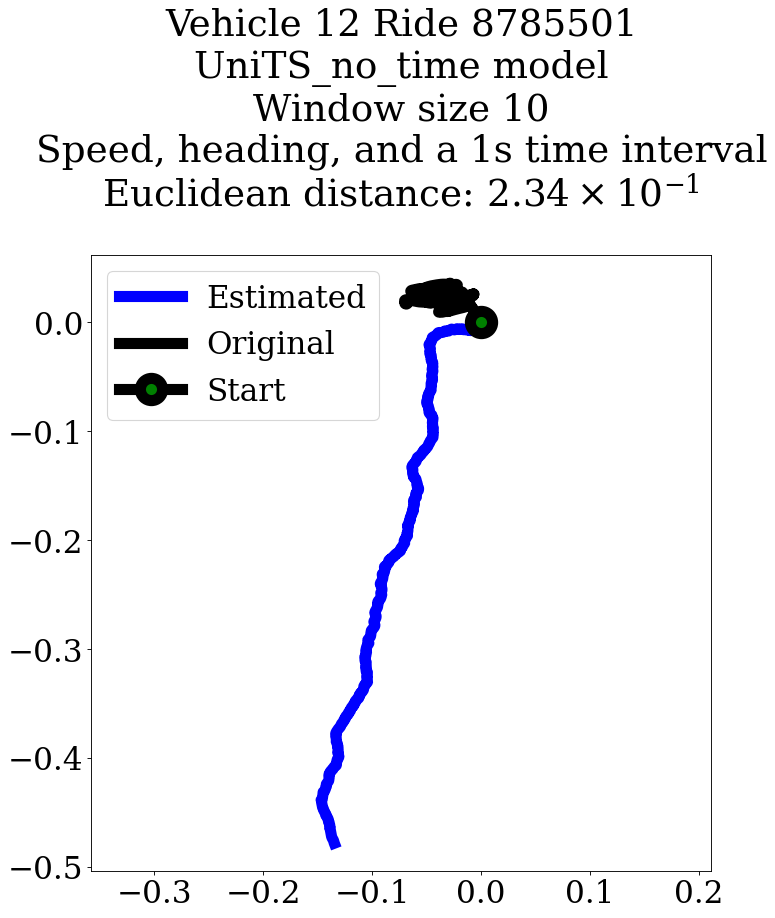 Vehicle 12 Ride 8785501
UniTS_no_time model
Window size 10
Speed, heading, and a 1s time interval
Euclidean distance: 2.34 × 10⁻¹
Estimated
Original
Start
0.0
−0.1
−0.2
−0.3
−0.4
−0.5
−0.3 −0.2 −0.1 0.0 0.1 0.2